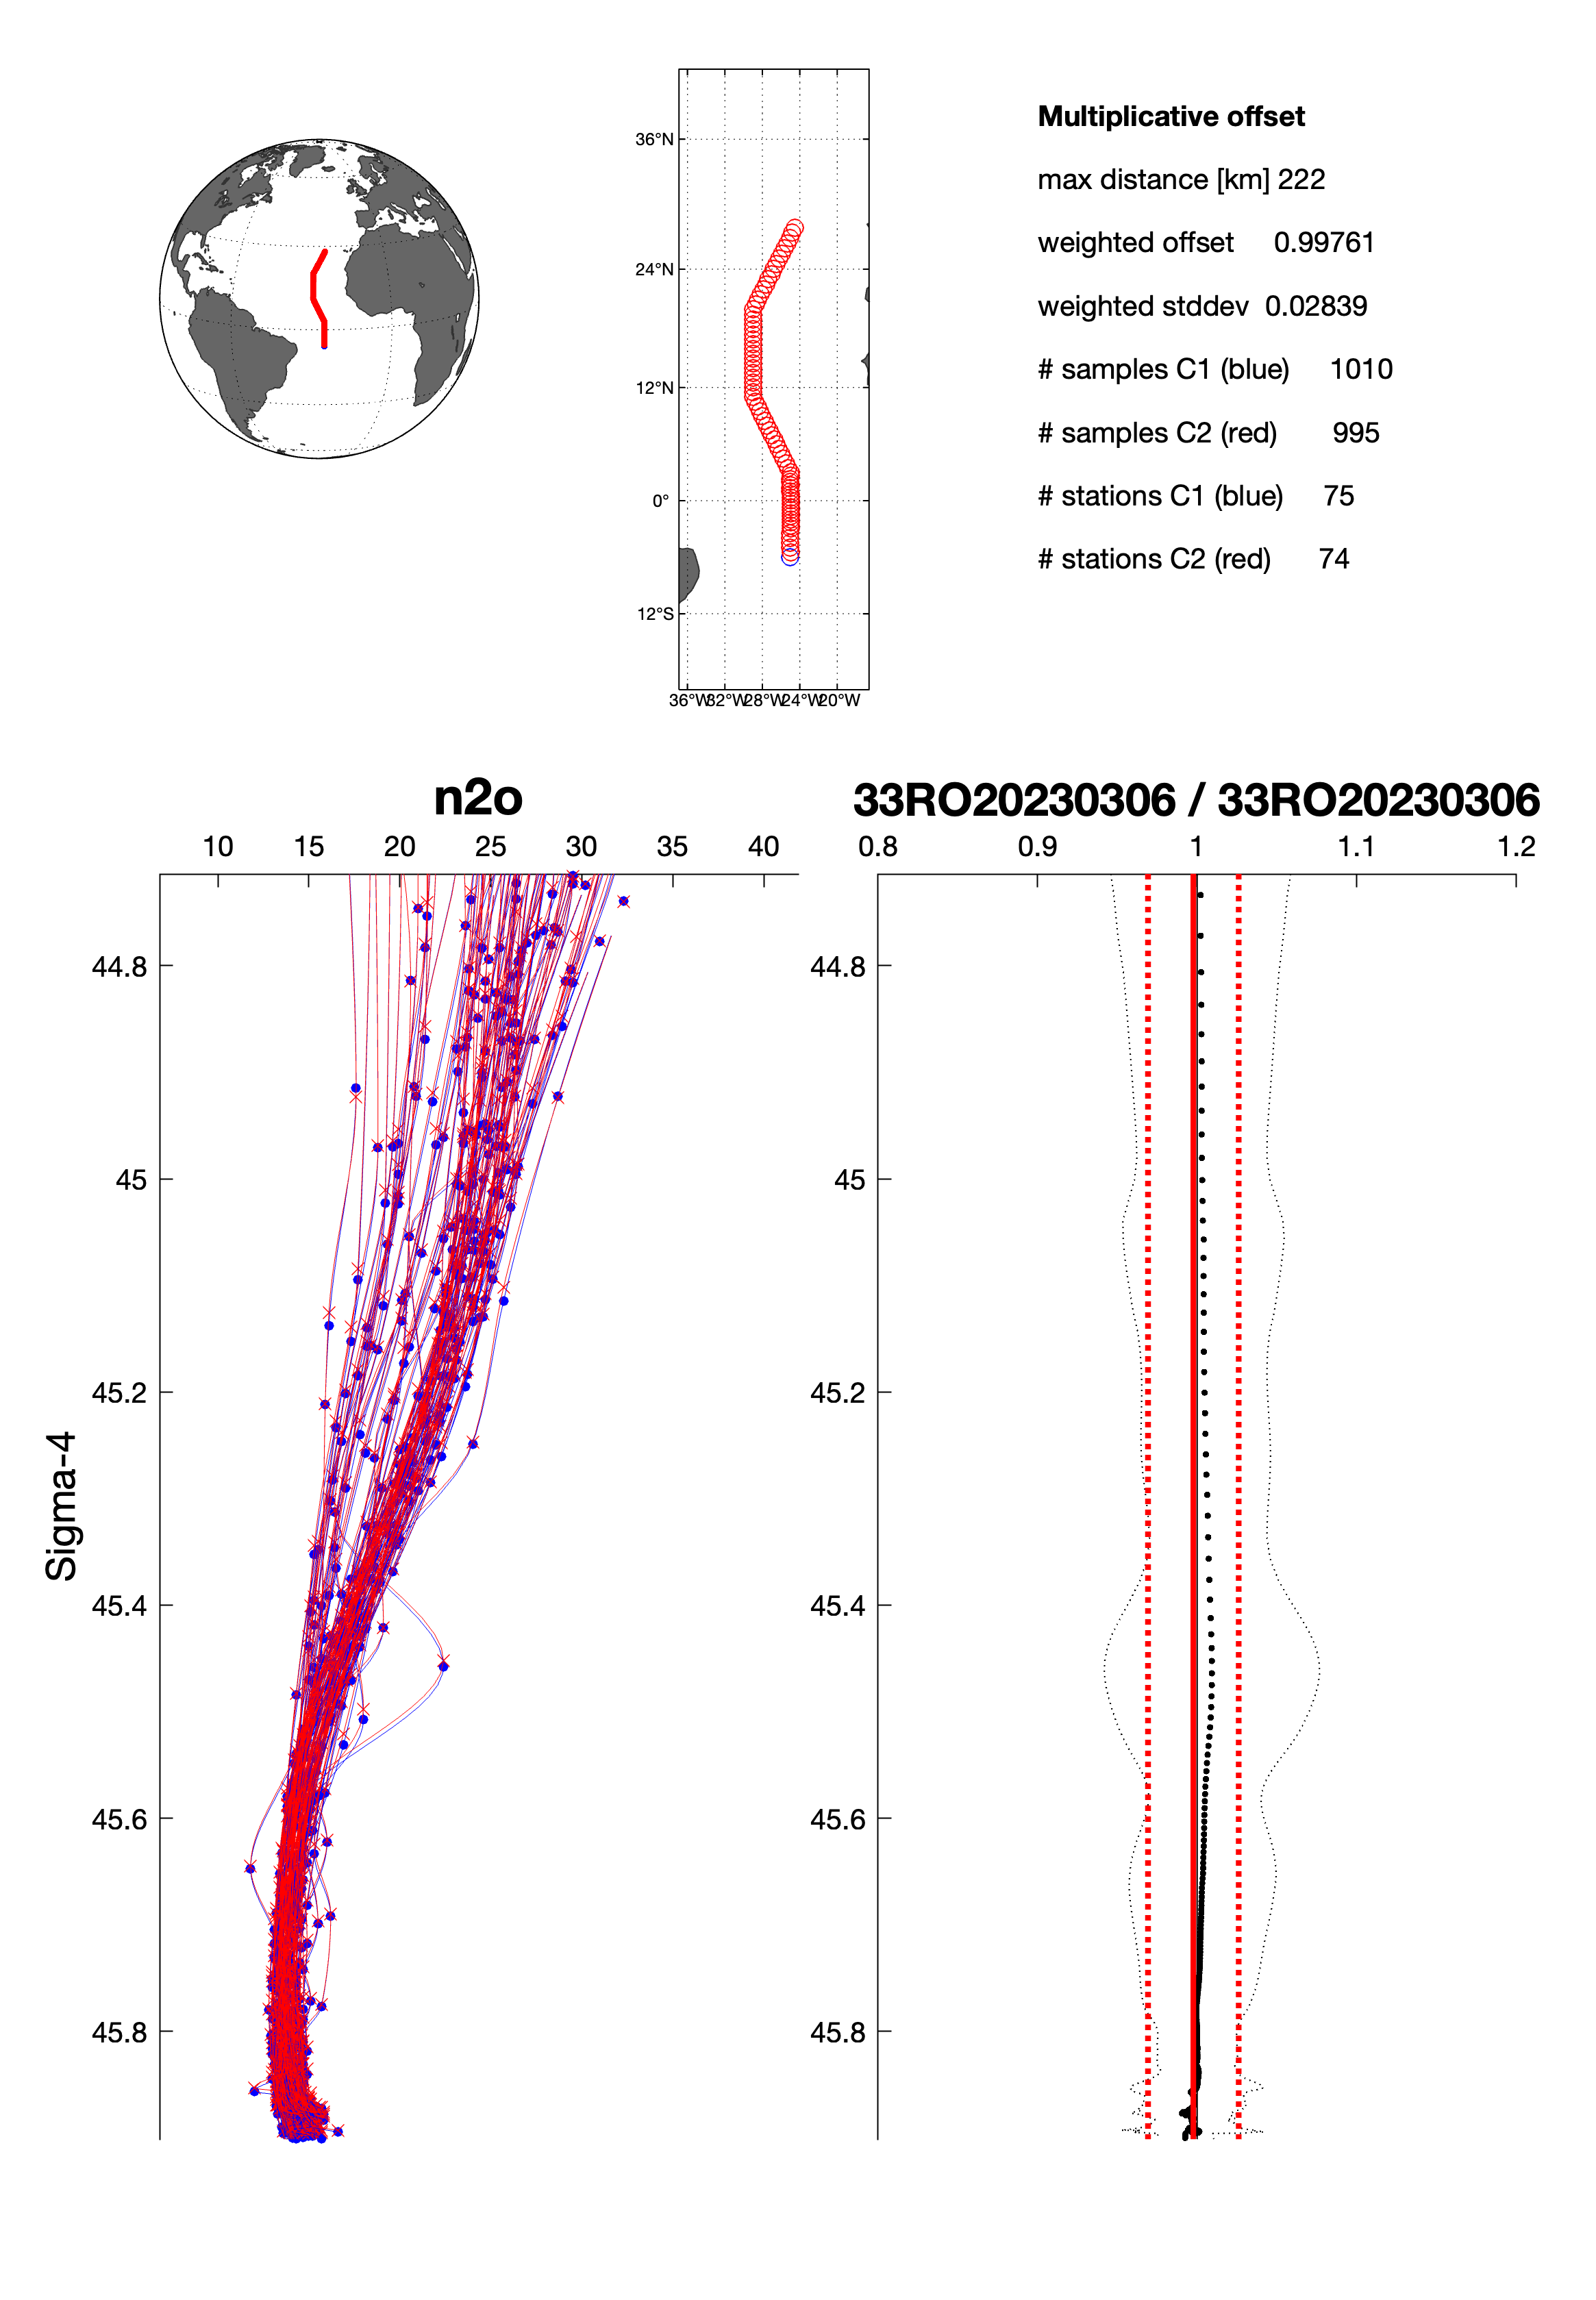 Multiplicative offset
max distance [km] 222
weighted offset 0.99761
weighted stddev 0.02839
# samples C1 (blue) 1010
# samples C2 (red) 995
# stations C1 (blue) 75
# stations C2 (red) 74
36°N
24°N
12°N
0°
12°S
36°W 32°W 28°W 24°W 20°W
n2o
10 15 20 25 30 35 40
44.8
45
45.2
45.4
45.6
45.8
Sigma-4
33RO20230306 / 33RO20230306
0.8 0.9 1 1.1 1.2
44.8
45
45.2
45.4
45.6
45.8